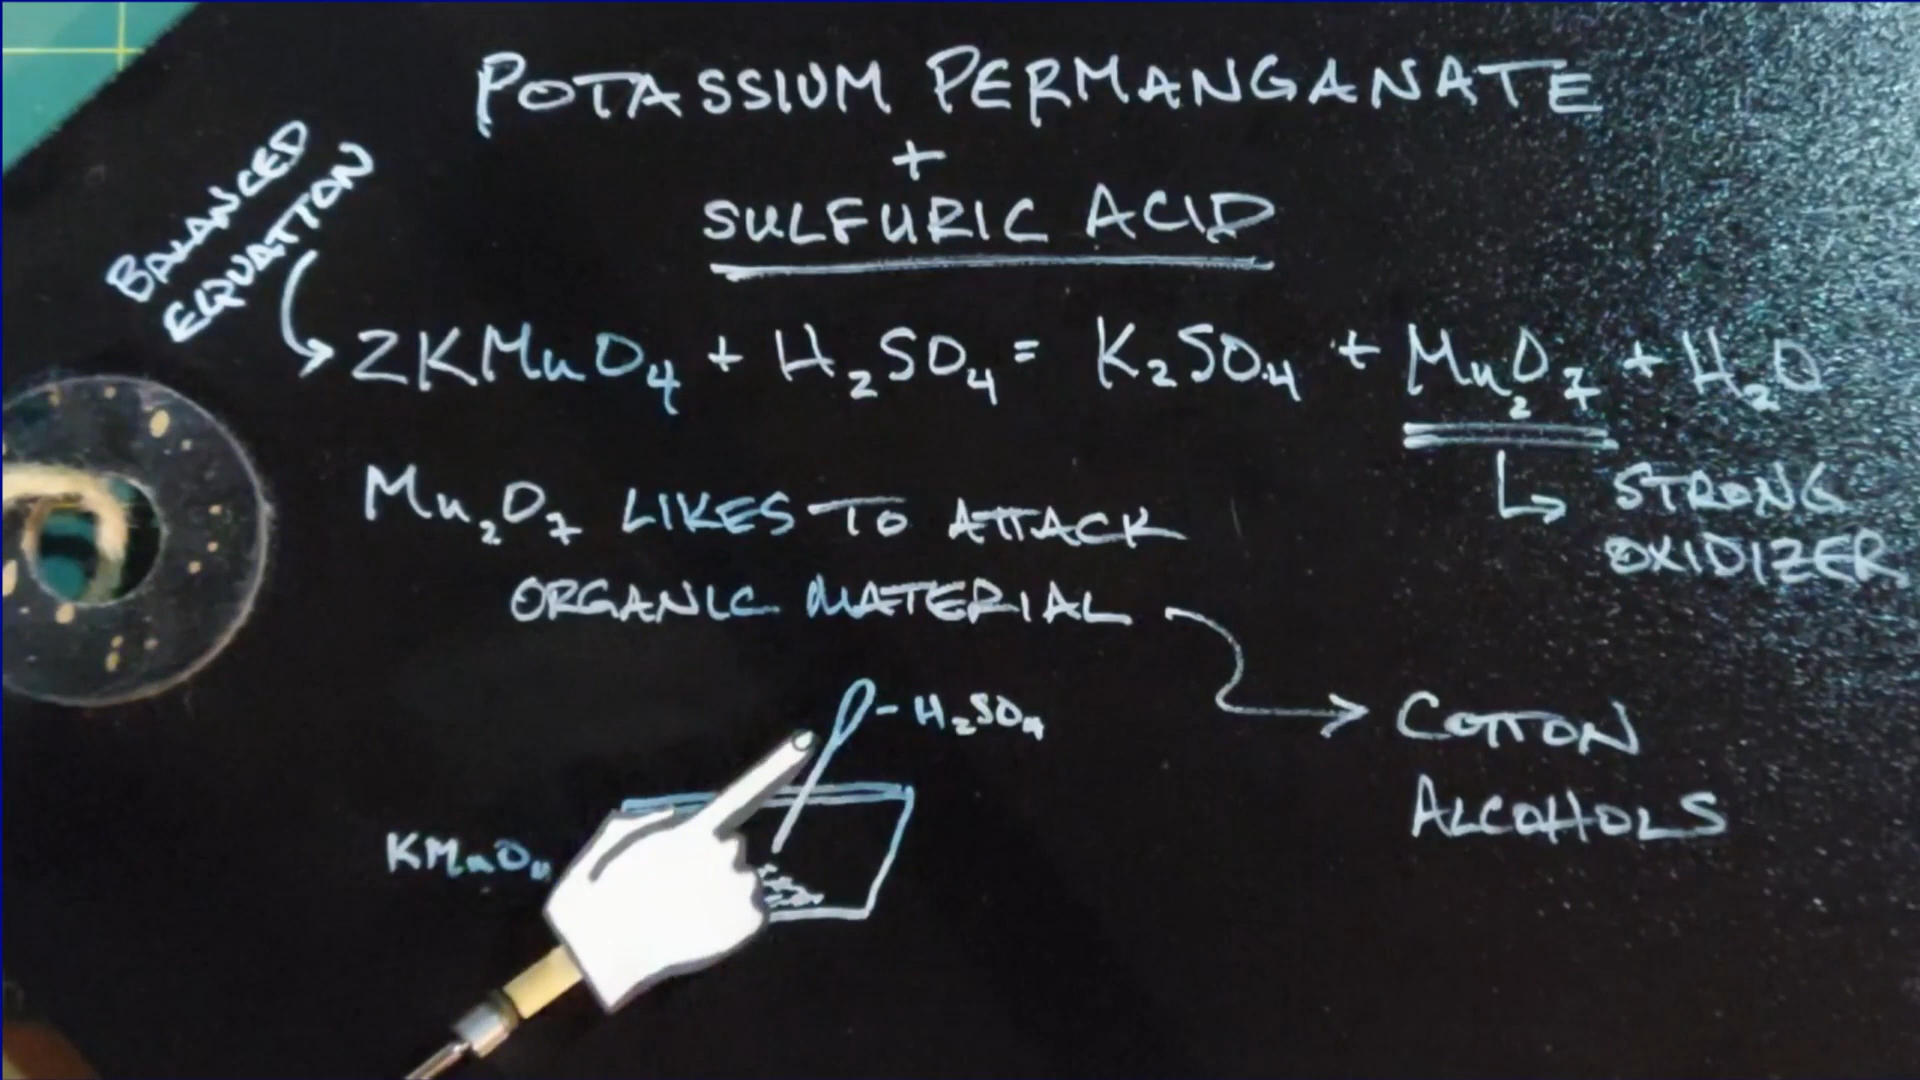 POTASSIUM PERMANGANATE
+
SULFURIC ACID
BALANCED
EQUATION
2KMnO₄ + H₂SO₄ = K₂SO₄ + Mn₂O₇ + H₂O
STRONG
OXIDIZER
Mn₂O₇ LIKES TO ATTACK
ORGANIC MATERIAL
COTTON
ALCOHOLS
H₂SO₄
KMnO₄